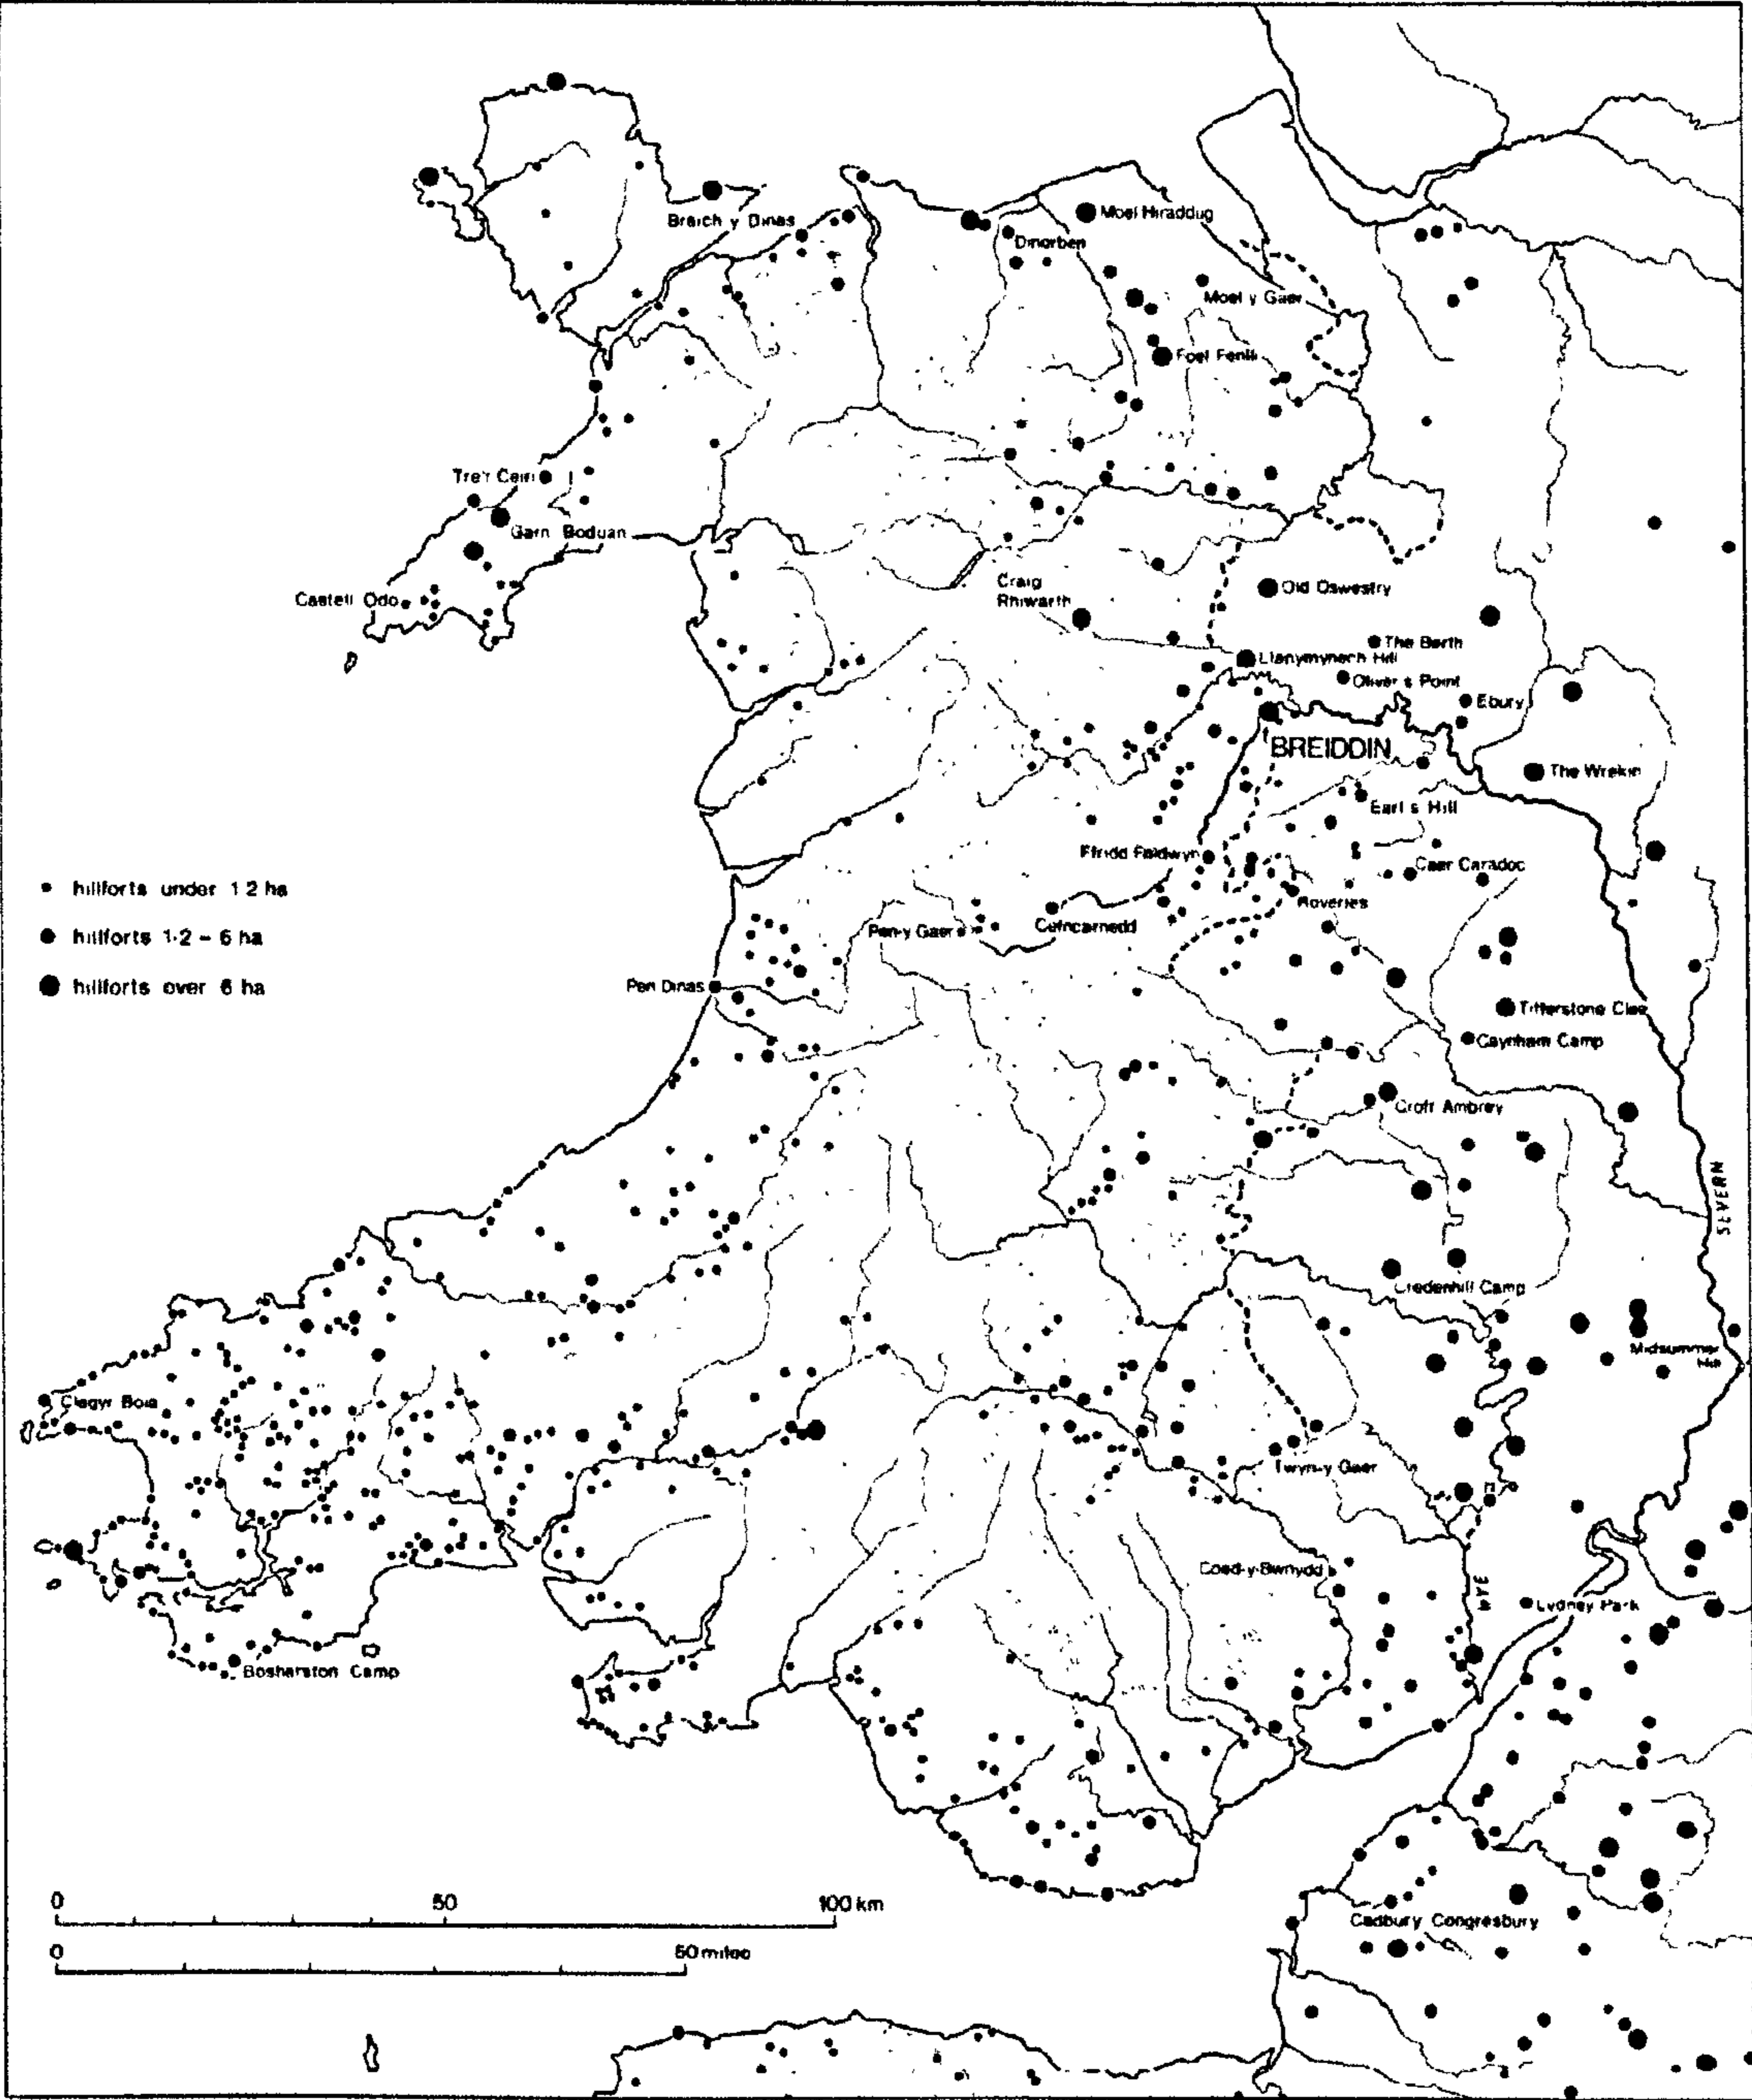 Braich y Dinas
Moel Hiraddug
Dinorben
Moel y Gaer
Foel Fenlli
Tre'r Ceiri
Garn Boduan
Castell Odo
Craig
Rhiwarth
Old Oswestry
The Berth
Llanymynech Hill
Oliver s Point
Ebury
BREIDDIN
The Wrekin
Earl s Hill
Ffridd Faldwyn
Caer Caradoc
hillforts under 1 2 ha
Roveries
Pen-y Gaer
Cefncarnedd
hillforts 1·2 – 6 ha
hillforts over 6 ha
Pen Dinas
Titterstone Clee
Caynham Camp
Croft Ambrey
SEVERN
Credenhill Camp
Midsummer
Hill
Clegyr Boia
Twyn-y Gaer
Coed-y-Bwnydd
WYE
Lydney Park
Bosherston Camp
0 50 100 km
0 50 miles
Cadbury Congresbury